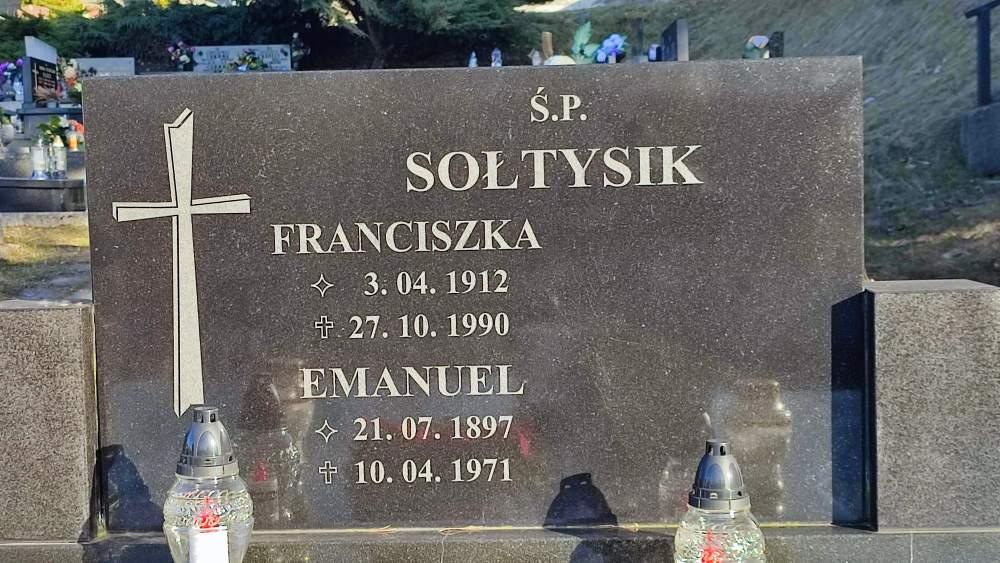 Ś.P.
SOŁTYSIK
FRANCISZKA
3. 04. 1912
27. 10. 1990
EMANUEL
21. 07. 1897
10. 04. 1971